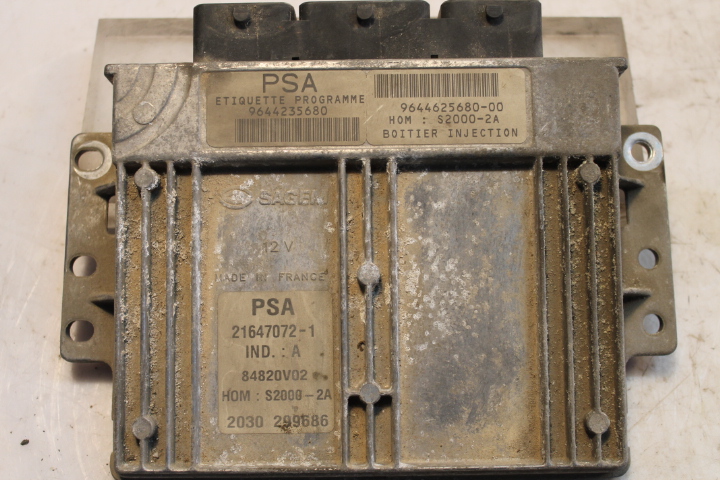 PSA
ETIQUETTE PROGRAMME
9644235680
9644625680-00
HOM : S2000-2A
BOITIER INJECTION
SAGEM
12 V
MADE IN FRANCE
PSA
21647072-1
IND. : A
84820V02
HOM : S2000-2A
2030 299686